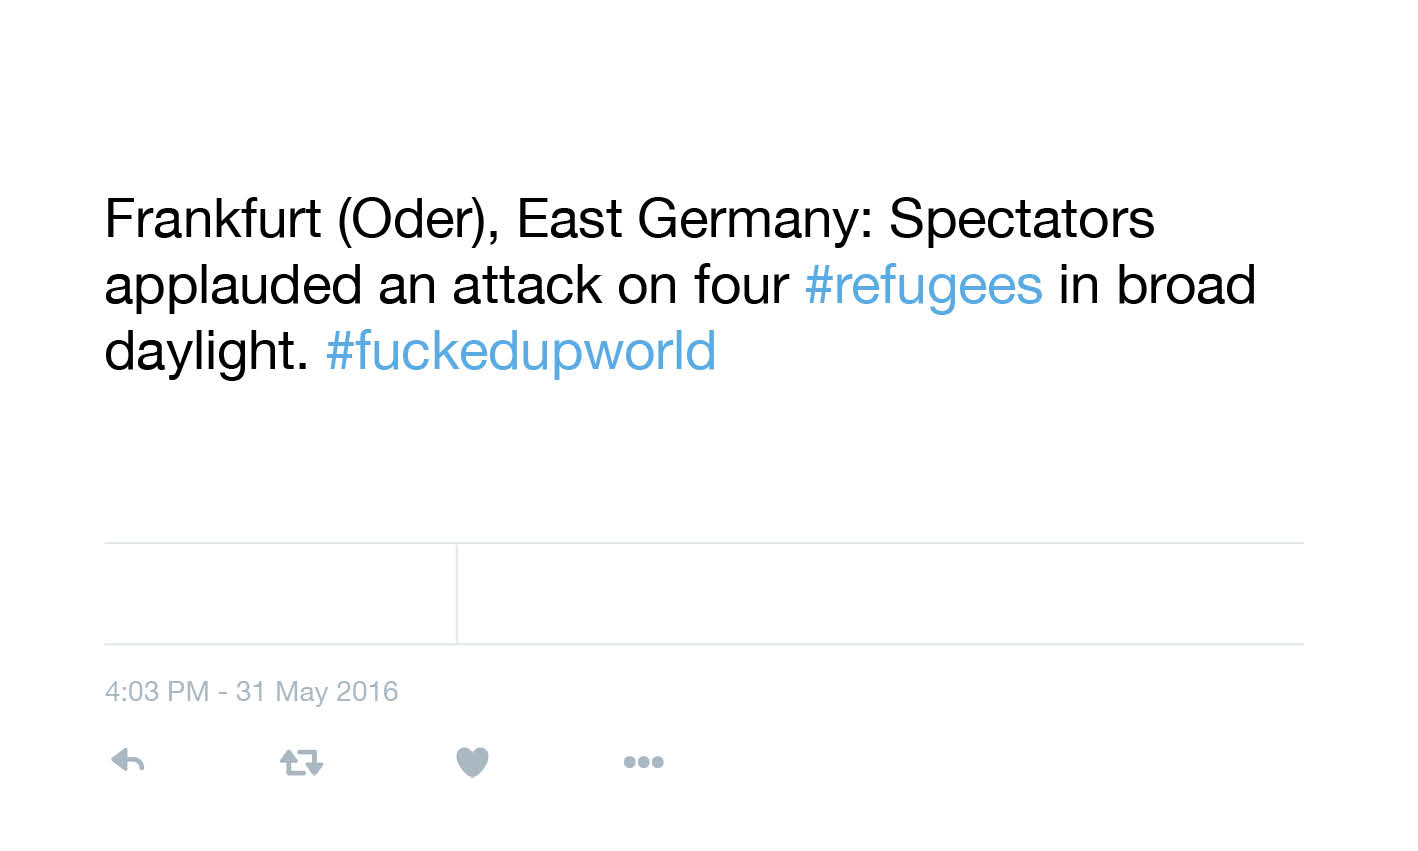 Frankfurt (Oder), East Germany: Spectators
applauded an attack on four #refugees in broad
daylight. #fuckedupworld
4:03 PM - 31 May 2016